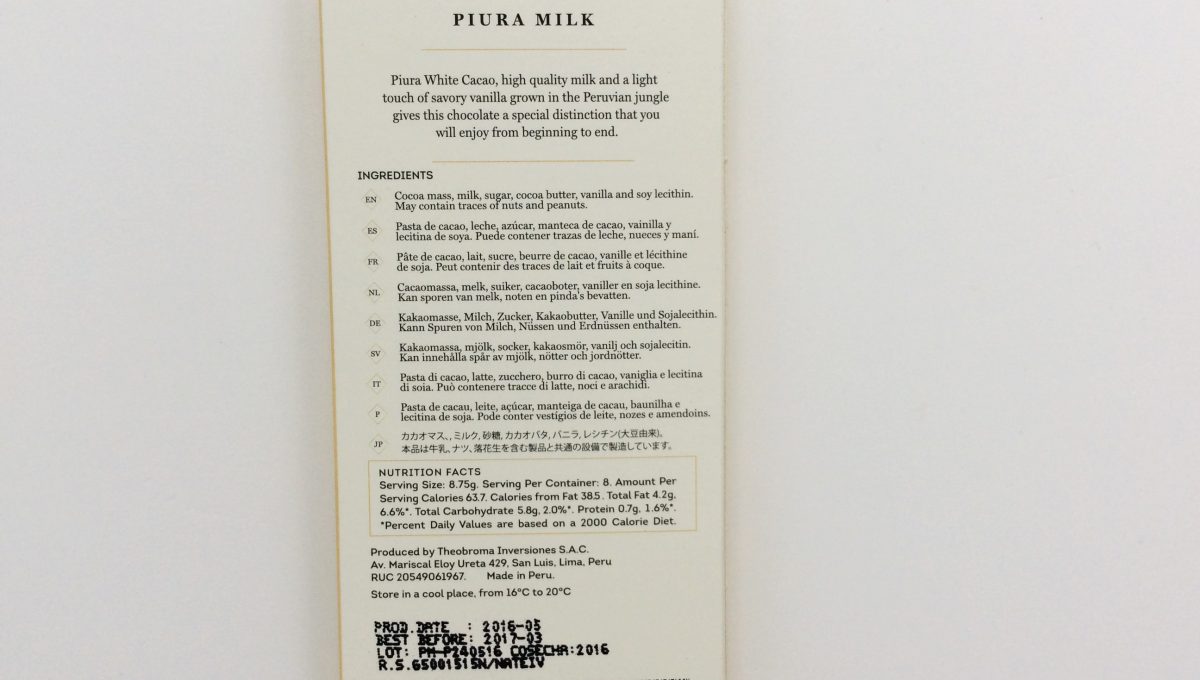 PIURA MILK
Piura White Cacao, high quality milk and a light
touch of savory vanilla grown in the Peruvian jungle
gives this chocolate a special distinction that you
will enjoy from beginning to end.
INGREDIENTS
EN Cocoa mass, milk, sugar, cocoa butter, vanilla and soy lecithin.
May contain traces of nuts and peanuts.
ES Pasta de cacao, leche, azúcar, manteca de cacao, vainilla y
lecitina de soya. Puede contener trazas de leche, nueces y maní.
FR Pâte de cacao, lait, sucre, beurre de cacao, vanille et lécithine
de soja. Peut contenir des traces de lait et fruits à coque.
NL Cacaomassa, melk, suiker, cacaoboter, vaniller en soja lecithine.
Kan sporen van melk, noten en pinda's bevatten.
DE Kakaomasse, Milch, Zucker, Kakaobutter, Vanille und Sojalecithin.
Kann Spuren von Milch, Nüssen und Erdnüssen enthalten.
SV Kakaomassa, mjölk, socker, kakaosmör, vanilj och sojalecitin.
Kan innehålla spår av mjölk, nötter och jordnötter.
IT Pasta di cacao, latte, zucchero, burro di cacao, vaniglia e lecitina
di soia. Può contenere tracce di latte, noci e arachidi.
P Pasta de cacau, leite, açúcar, manteiga de cacau, baunilha e
lecitina de soja. Pode conter vestígios de leite, nozes e amendoins.
JP カカオマス、, ミルク, 砂糖, カカオバタ, バニラ, レシチン(大豆由来)。
本品は牛乳、ナツ、落花生を含む製品と共通の設備で製造しています。
NUTRITION FACTS
Serving Size: 8.75g. Serving Per Container: 8. Amount Per
Serving Calories 63.7. Calories from Fat 38.5. Total Fat 4.2g,
6.6%*. Total Carbohydrate 5.8g, 2.0%*. Protein 0.7g, 1.6%*.
*Percent Daily Values are based on a 2000 Calorie Diet.
Produced by Theobroma Inversiones S.A.C.
Av. Mariscal Eloy Ureta 429, San Luis, Lima, Peru
RUC 20549061967. Made in Peru.
Store in a cool place, from 16°C to 20°C
PROD.DATE : 2016-05
BEST BEFORE: 2017-03
LOT: PM-P240516 COSECHA:2016
R.S.65001515N/NATEIV